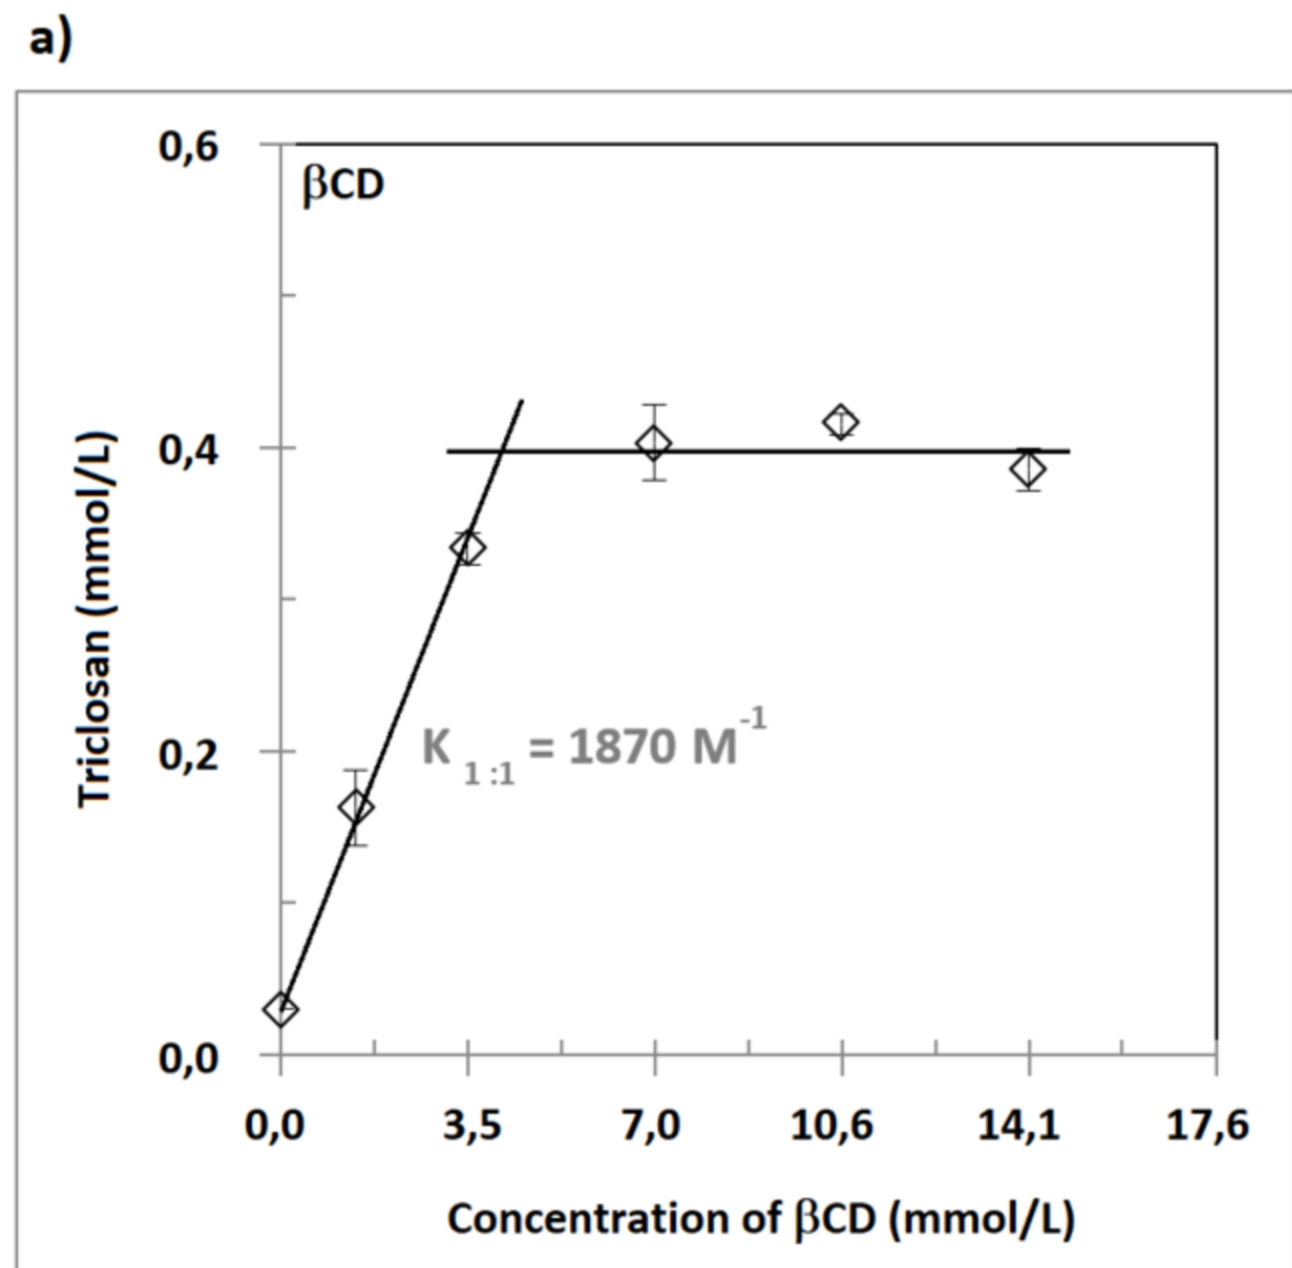 a)
0,6
βCD
0,4
Triclosan (mmol/L)
K 1 :1 = 1870 M-1
0,2
0,0
0,0 3,5 7,0 10,6 14,1 17,6
Concentration of βCD (mmol/L)